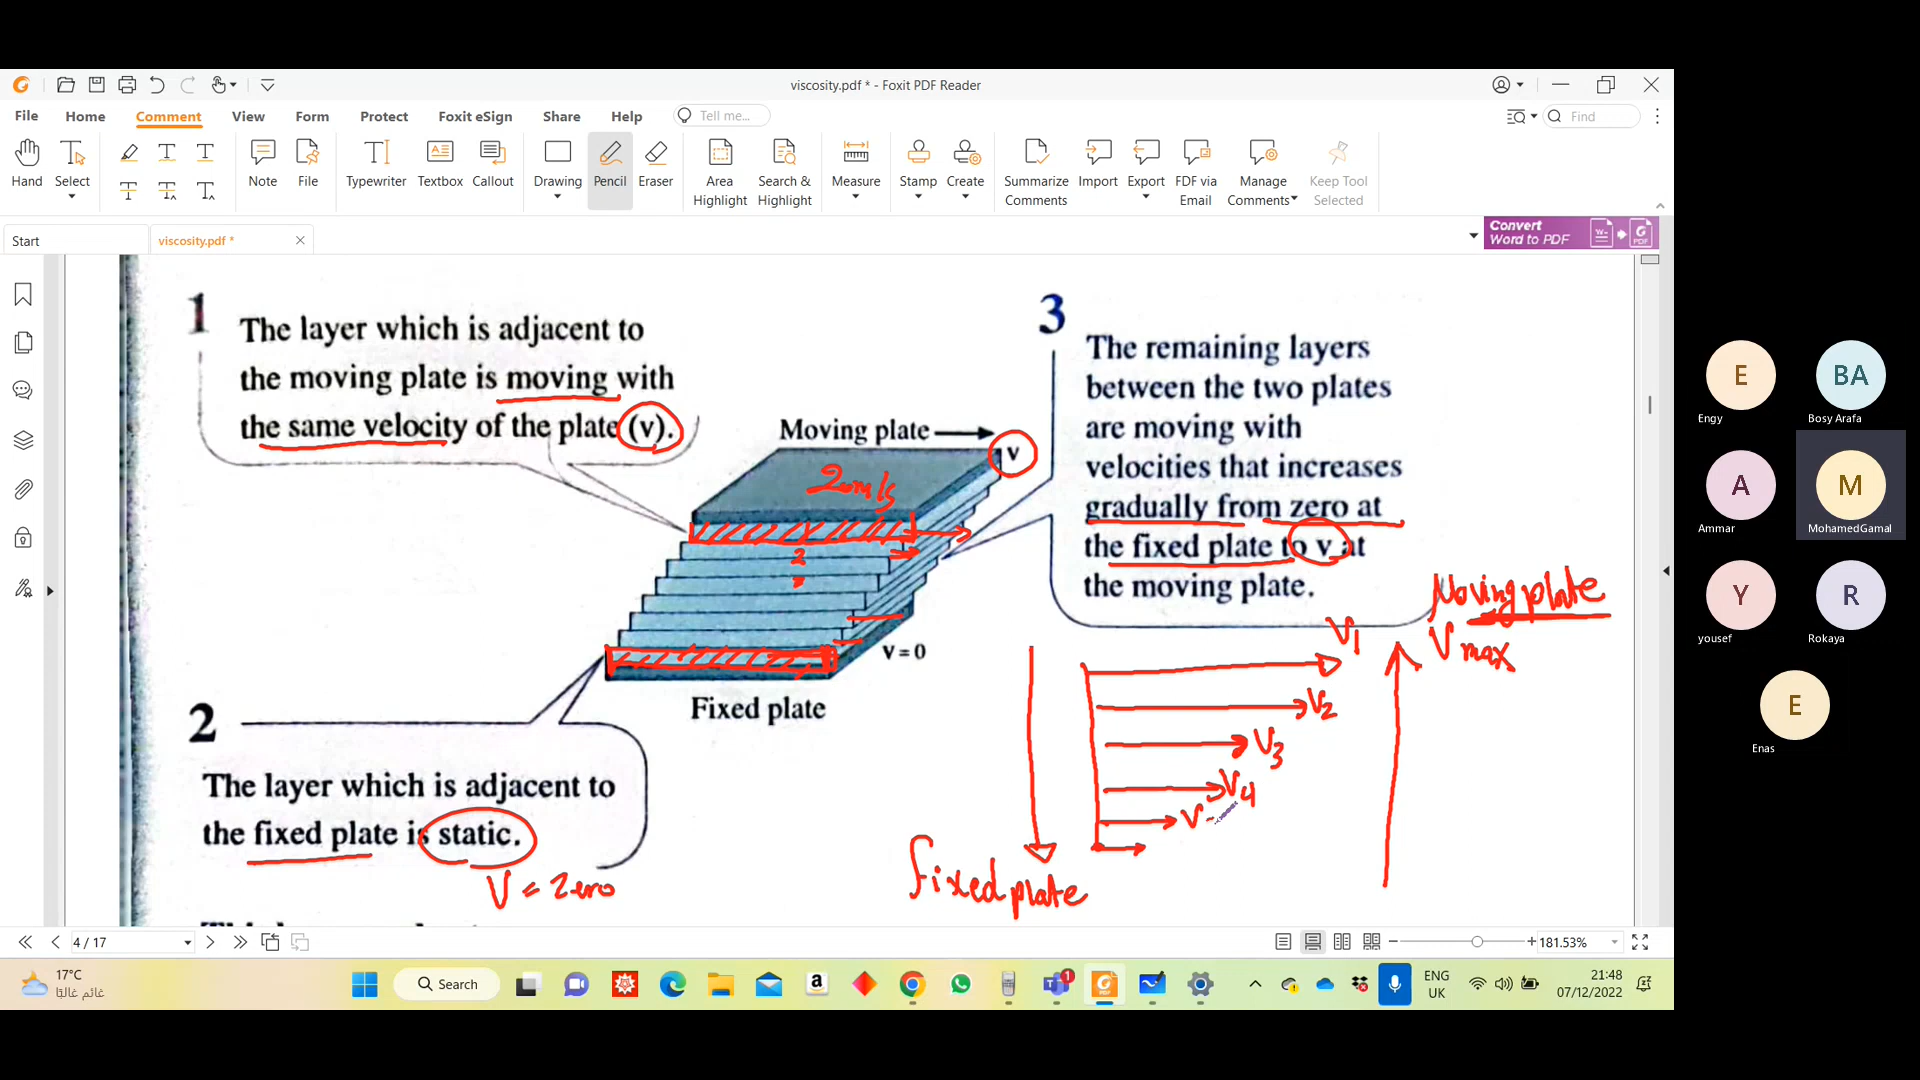 viscosity.pdf * - Foxit PDF Reader
File Home Comment View Form Protect Foxit eSign Share Help Tell me... Find
Hand Select Note File Typewriter Textbox Callout Drawing Pencil Eraser Area Highlight Search & Highlight Measure Stamp Create Summarize Comments Import Export FDF via Email Manage Comments Keep Tool Selected
Start viscosity.pdf * Convert Word to PDF
1
The layer which is adjacent to
the moving plate is moving with
the same velocity of the plate (v).
Moving plate
v
20m/s
V = 0
Fixed plate
2
The layer which is adjacent to
the fixed plate is static.
V = Zero
3
The remaining layers
between the two plates
are moving with
velocities that increases
gradually from zero at
the fixed plate to v at
the moving plate.
Moving plate
V max
V1
V2
V3
V4
V
fixed plate
4 / 17 181.53%
17°C
غائم غالبًا
Search
ENG
UK
21:48
07/12/2022
E BA
Engy Bosy Arafa
A M
Ammar MohamedGamal
Y R
yousef Rokaya
E
Enas